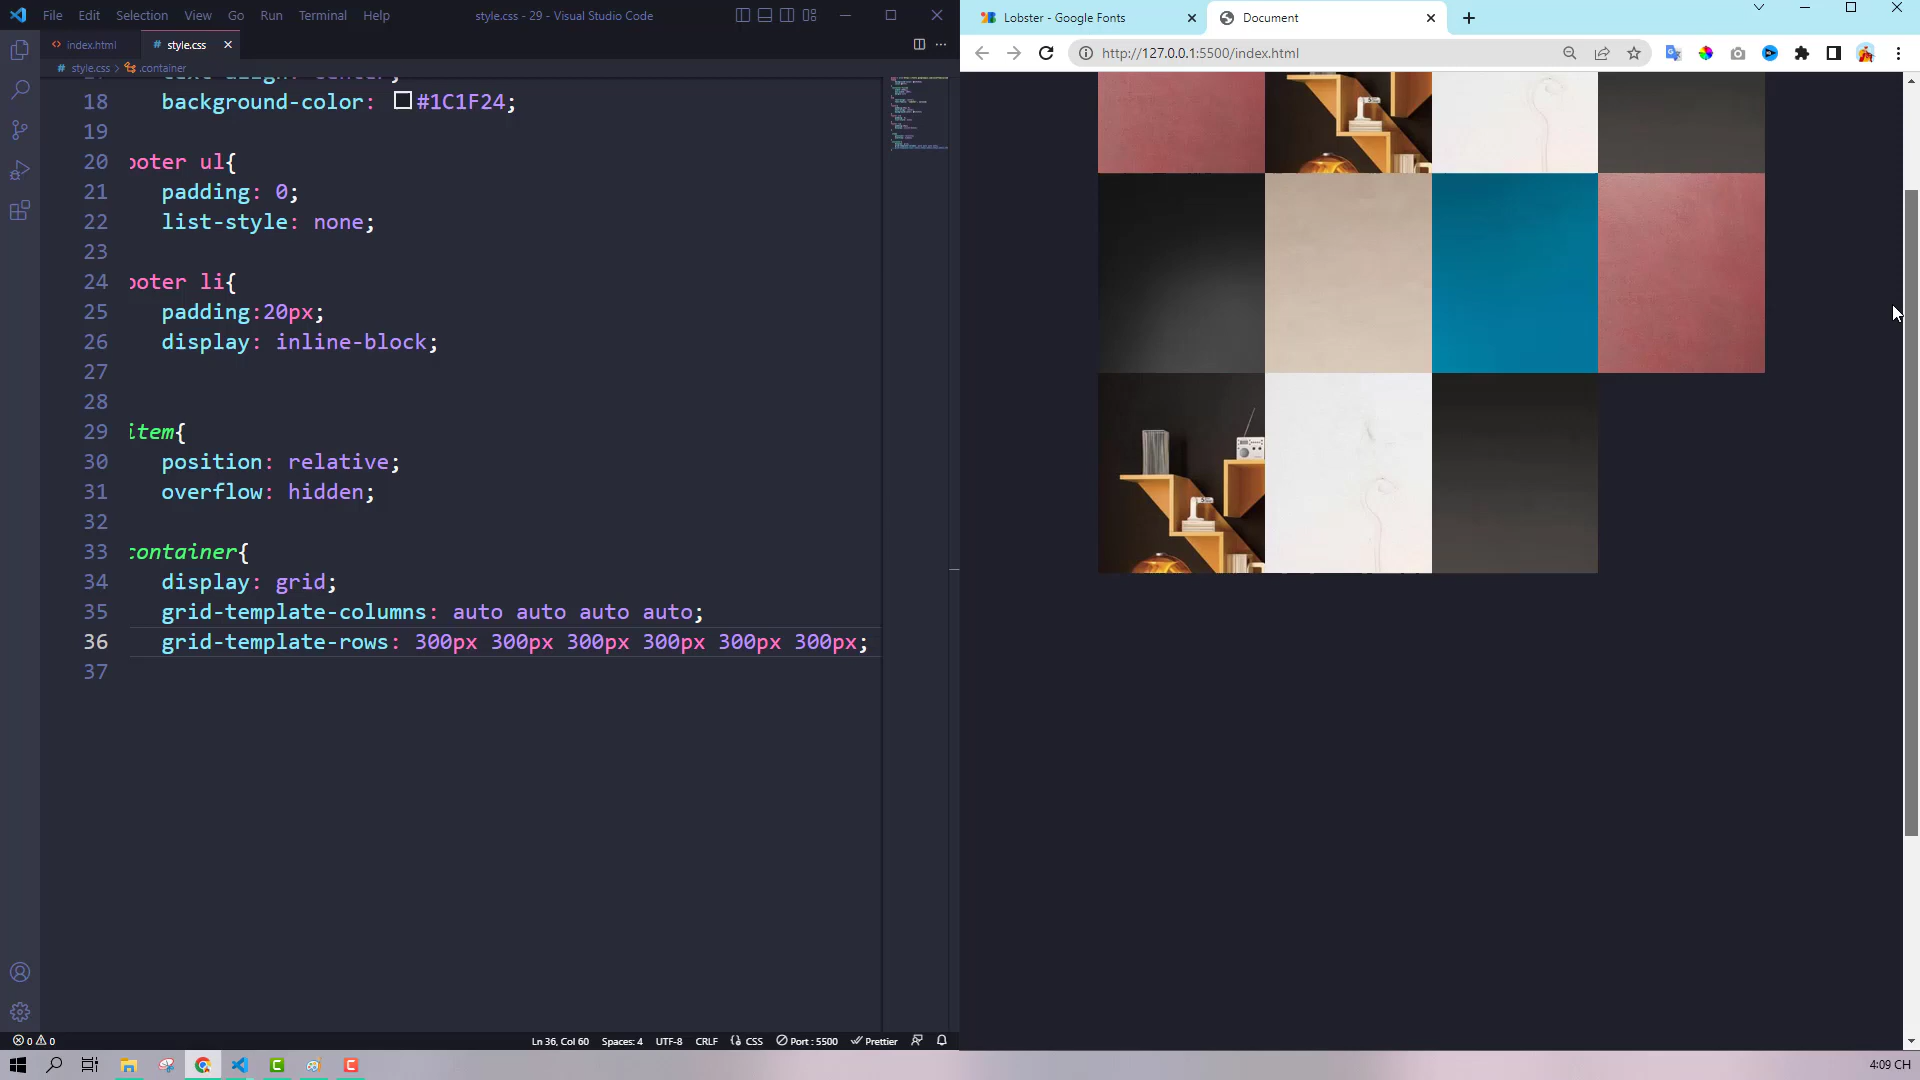 File Edit Selection View Go Run Terminal Help
style.css - 29 - Visual Studio Code
index.html
# style.css
# style.css > .container
18 background-color: #1C1F24;
19
20 ooter ul{
21 padding: 0;
22 list-style: none;
23
24 ooter li{
25 padding:20px;
26 display: inline-block;
27
28
29 item{
30 position: relative;
31 overflow: hidden;
32
33 container{
34 display: grid;
35 grid-template-columns: auto auto auto auto;
36 grid-template-rows: 300px 300px 300px 300px 300px 300px;
37
0 0
Ln 36, Col 60 Spaces: 4 UTF-8 CRLF {} CSS Port : 5500 Prettier
Lobster - Google Fonts
Document
http://127.0.0.1:5500/index.html
4:09 CH